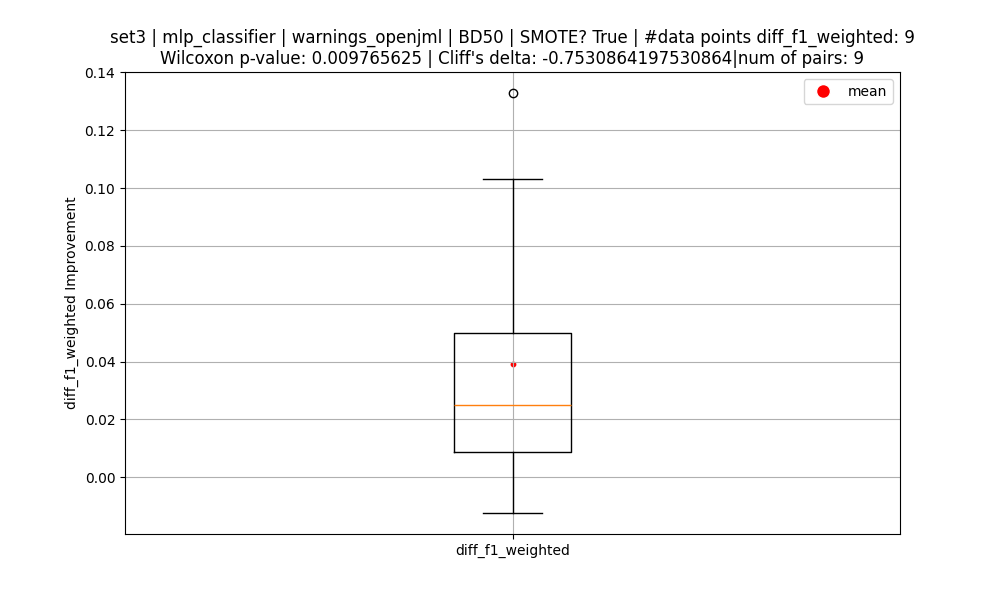 set3 | mlp_classifier | warnings_openjml | BD50 | SMOTE? True | #data points diff_f1_weighted: 9
Wilcoxon p-value: 0.009765625 | Cliff's delta: -0.7530864197530864|num of pairs: 9
mean
0.14
0.12
0.10
0.08
0.06
0.04
0.02
0.00
diff_f1_weighted Improvement
diff_f1_weighted